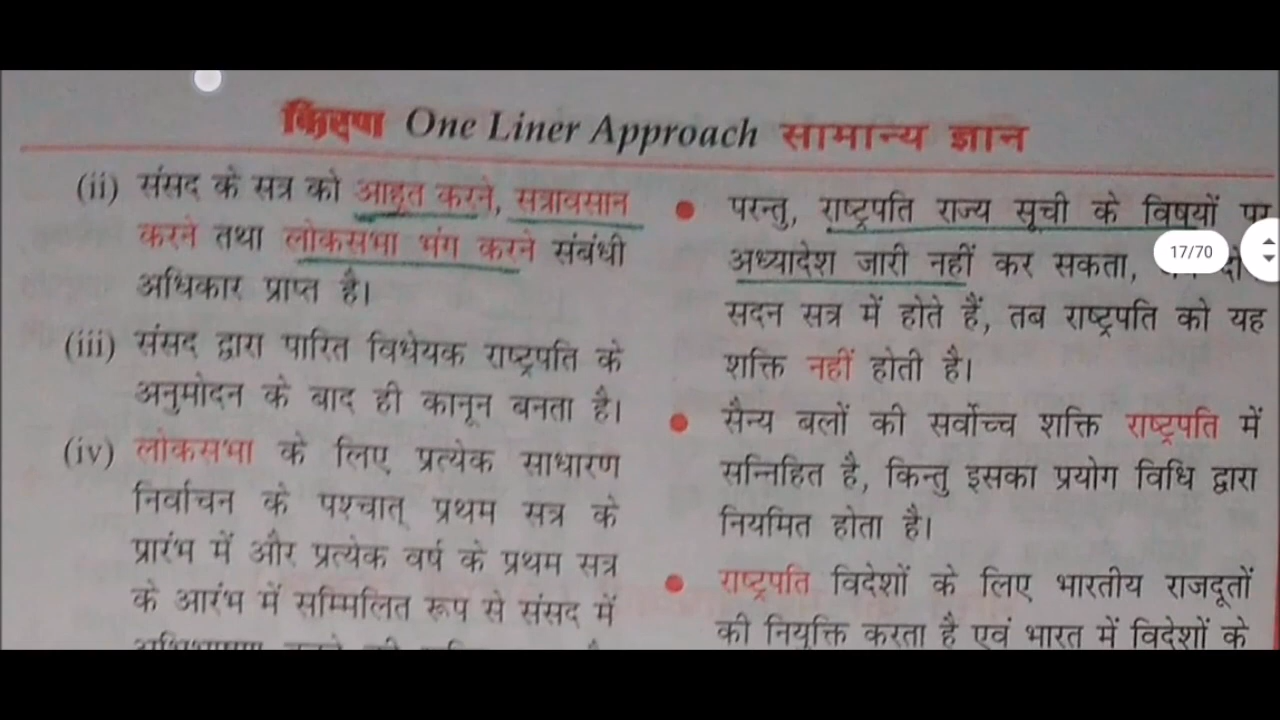 किरण One Liner Approach सामान्य ज्ञान
(ii) संसद के सत्र को आहूत करने, सत्रावसान
करने तथा लोकसभा भंग करने संबंधी
अधिकार प्राप्त है।
(iii) संसद द्वारा पारित विधेयक राष्ट्रपति के
अनुमोदन के बाद ही कानून बनता है।
(iv) लोकसभा के लिए प्रत्येक साधारण
निर्वाचन के पश्चात् प्रथम सत्र के
प्रारंभ में और प्रत्येक वर्ष के प्रथम सत्र
के आरंभ में सम्मिलित रूप से संसद में
• परन्तु, राष्ट्रपति राज्य सूची के विषयों पर
अध्यादेश जारी नहीं कर सकता,
17/70
सदन सत्र में होते हैं, तब राष्ट्रपति को यह
शक्ति नहीं होती है।
• सैन्य बलों की सर्वोच्च शक्ति राष्ट्रपति में
सन्निहित है, किन्तु इसका प्रयोग विधि द्वारा
नियमित होता है।
• राष्ट्रपति विदेशों के लिए भारतीय राजदूतों
की नियुक्ति करता है एवं भारत में विदेशों के